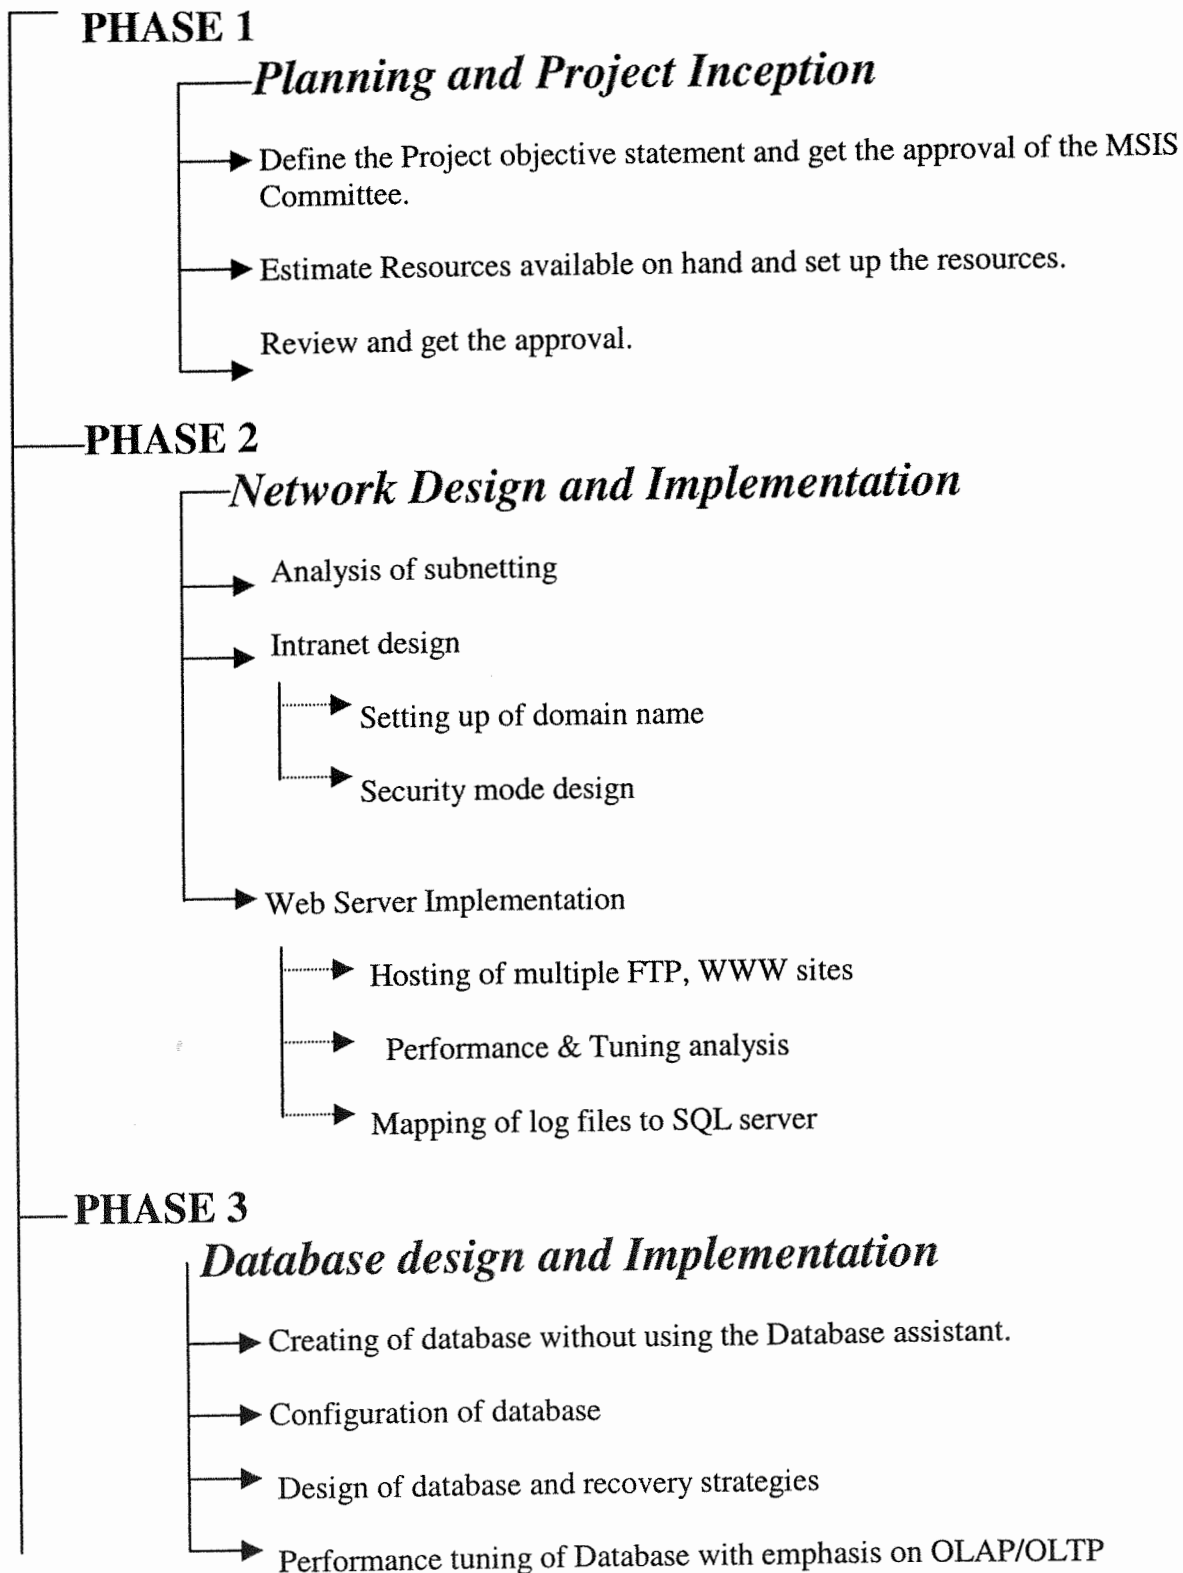 PHASE 1
Planning and Project Inception
Define the Project objective statement and get the approval of the MSIS
Committee.
Estimate Resources available on hand and set up the resources.
Review and get the approval.
PHASE 2
Network Design and Implementation
Analysis of subnetting
Intranet design
Setting up of domain name
Security mode design
Web Server Implementation
Hosting of multiple FTP, WWW sites
Performance & Tuning analysis
Mapping of log files to SQL server
PHASE 3
Database design and Implementation
Creating of database without using the Database assistant.
Configuration of database
Design of database and recovery strategies
Performance tuning of Database with emphasis on OLAP/OLTP